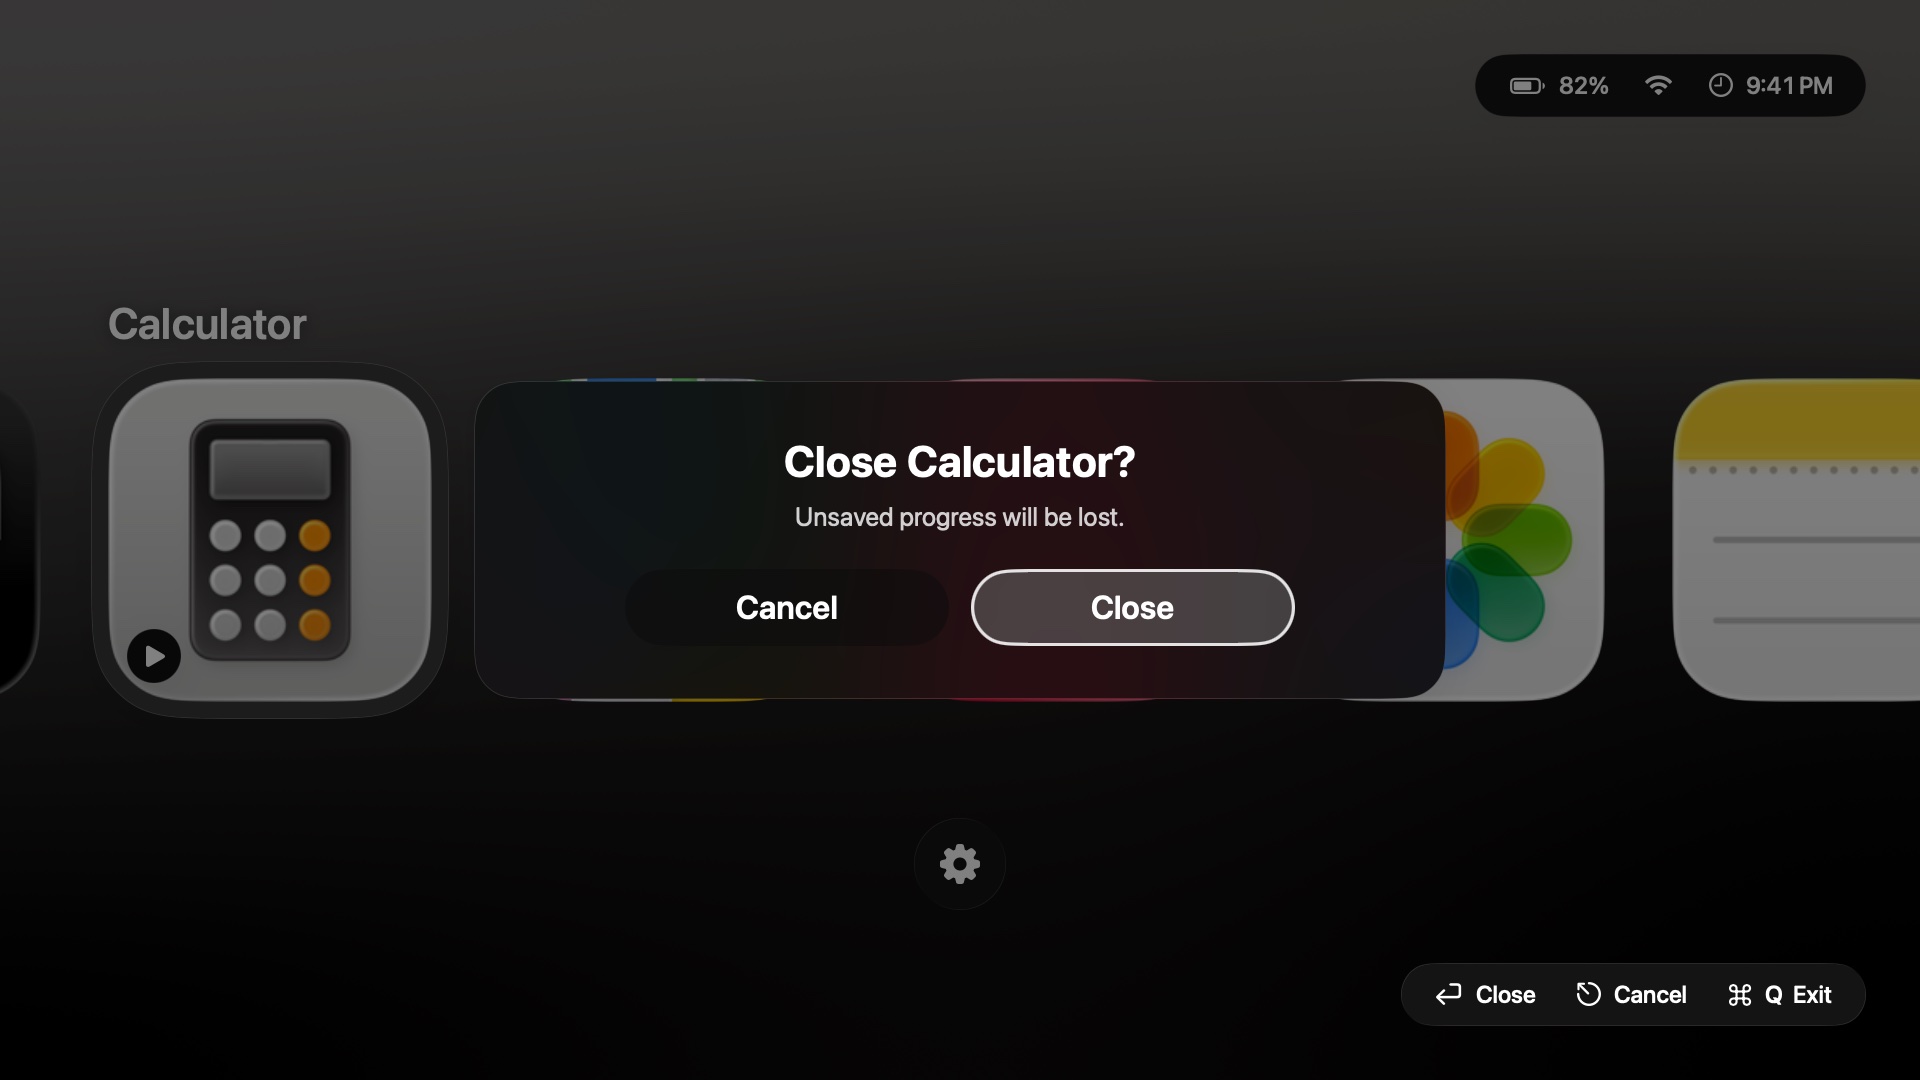 82% 9:41 PM
Calculator
Close Calculator?
Unsaved progress will be lost.
Cancel Close
Close Cancel ⌘ Q Exit